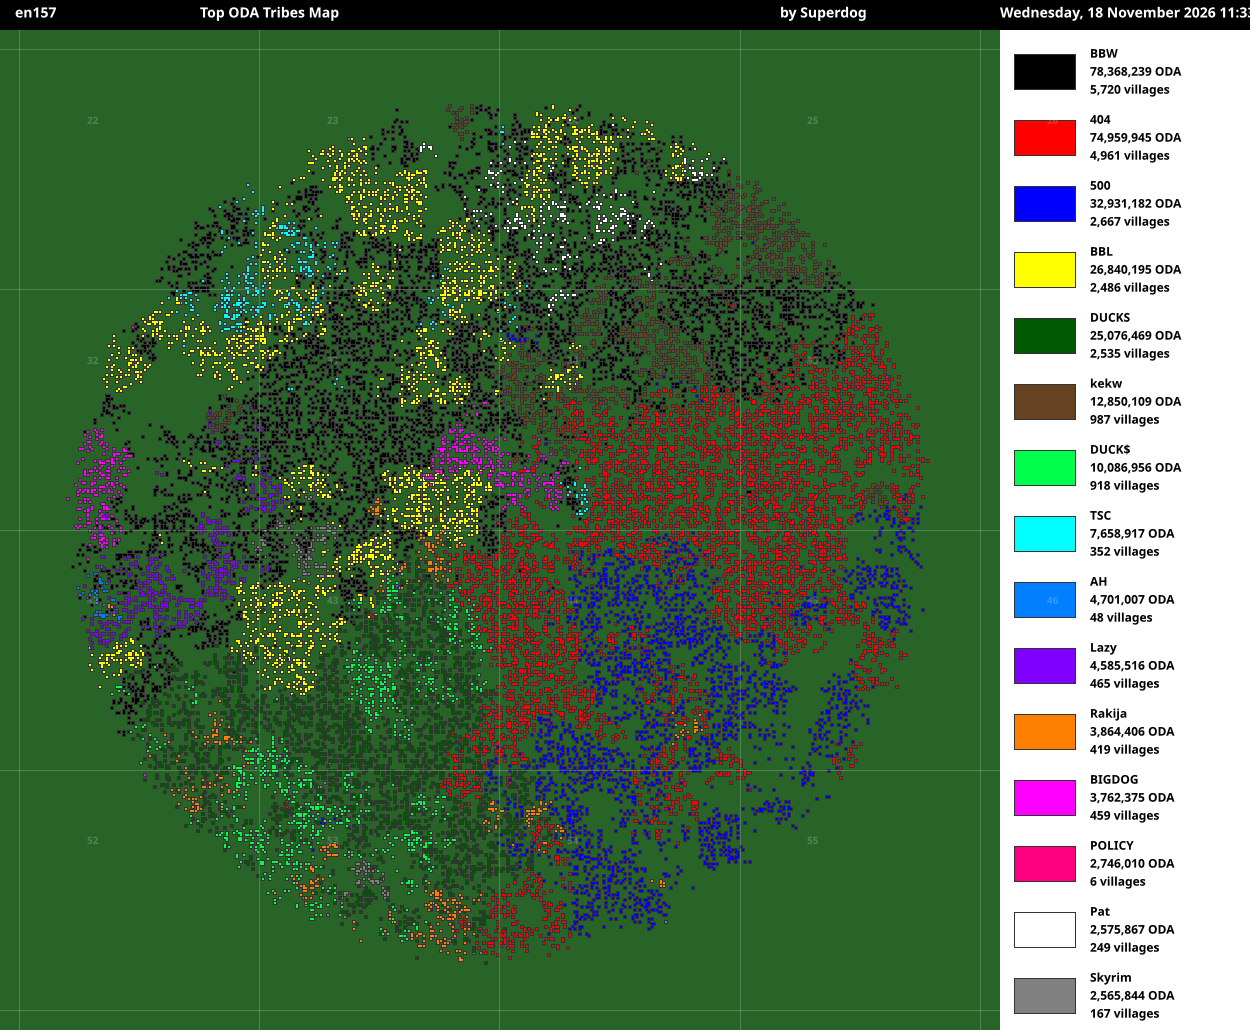 en157 Top ODA Tribes Map by Superdog Wednesday, 18 November 2026 11:33
BBW
78,368,239 ODA
5,720 villages
404
74,959,945 ODA
4,961 villages
500
32,931,182 ODA
2,667 villages
BBL
26,840,195 ODA
2,486 villages
DUCKS
25,076,469 ODA
2,535 villages
kekw
12,850,109 ODA
987 villages
DUCK$
10,086,956 ODA
918 villages
TSC
7,658,917 ODA
352 villages
AH
4,701,007 ODA
48 villages
Lazy
4,585,516 ODA
465 villages
Rakija
3,864,406 ODA
419 villages
BIGDOG
3,762,375 ODA
459 villages
POLICY
2,746,010 ODA
6 villages
Pat
2,575,867 ODA
249 villages
Skyrim
2,565,844 ODA
167 villages
22 23 25
32
46
52 55